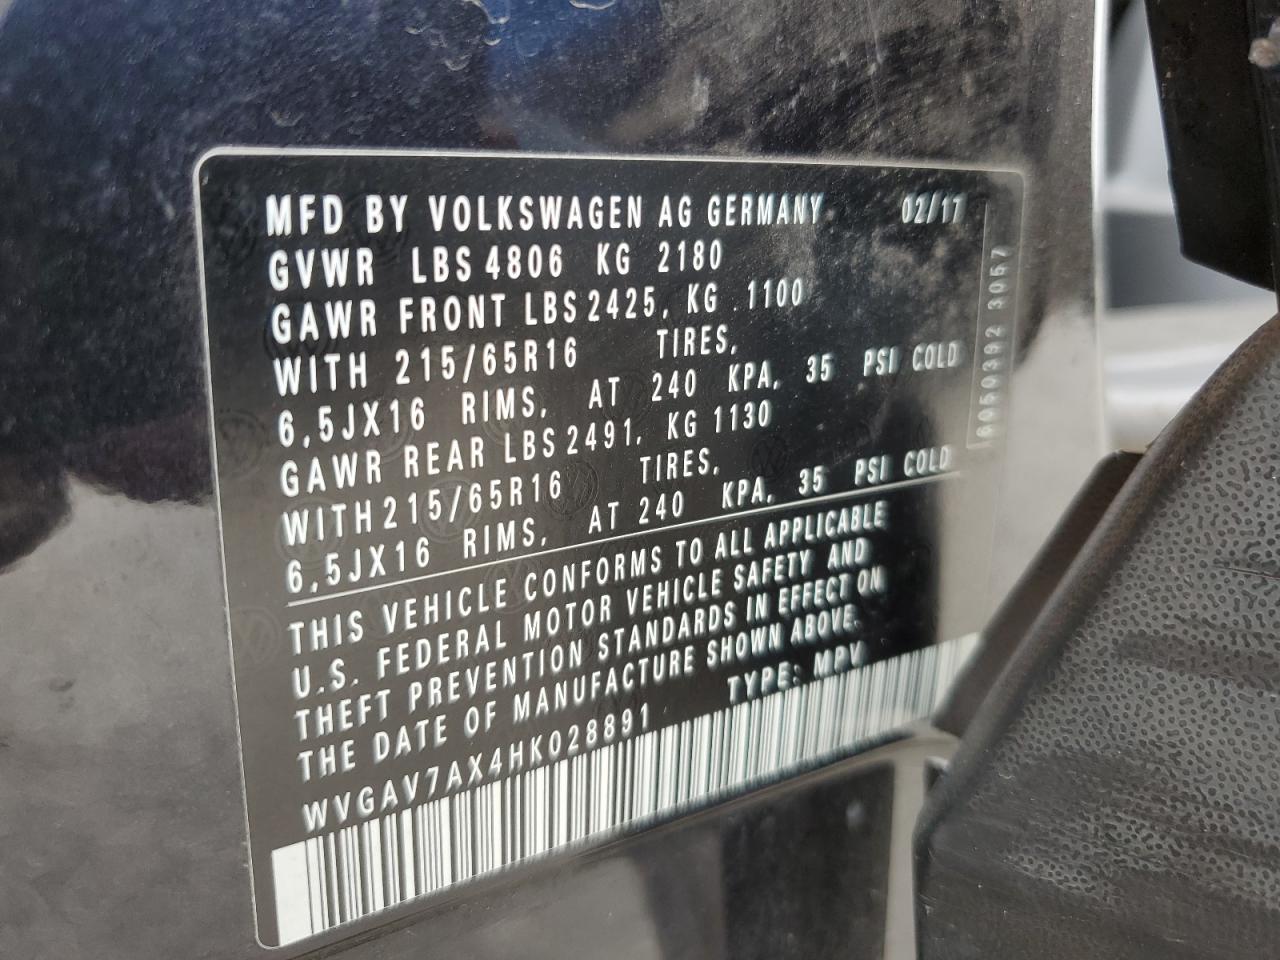 MFD BY VOLKSWAGEN AG GERMANY 02/17
GVWR LBS 4806 KG 2180
GAWR FRONT LBS 2425, KG 1100
WITH 215/65R16 TIRES,
6,5JX16 RIMS, AT 240 KPA, 35 PSI COLD
GAWR REAR LBS 2491, KG 1130
WITH 215/65R16 TIRES,
6,5JX16 RIMS, AT 240 KPA, 35 PSI COLD
THIS VEHICLE CONFORMS TO ALL APPLICABLE
U.S. FEDERAL MOTOR VEHICLE SAFETY AND
THEFT PREVENTION STANDARDS IN EFFECT ON
THE DATE OF MANUFACTURE SHOWN ABOVE.
WVGAV7AX4HK028891 TYPE: MPV